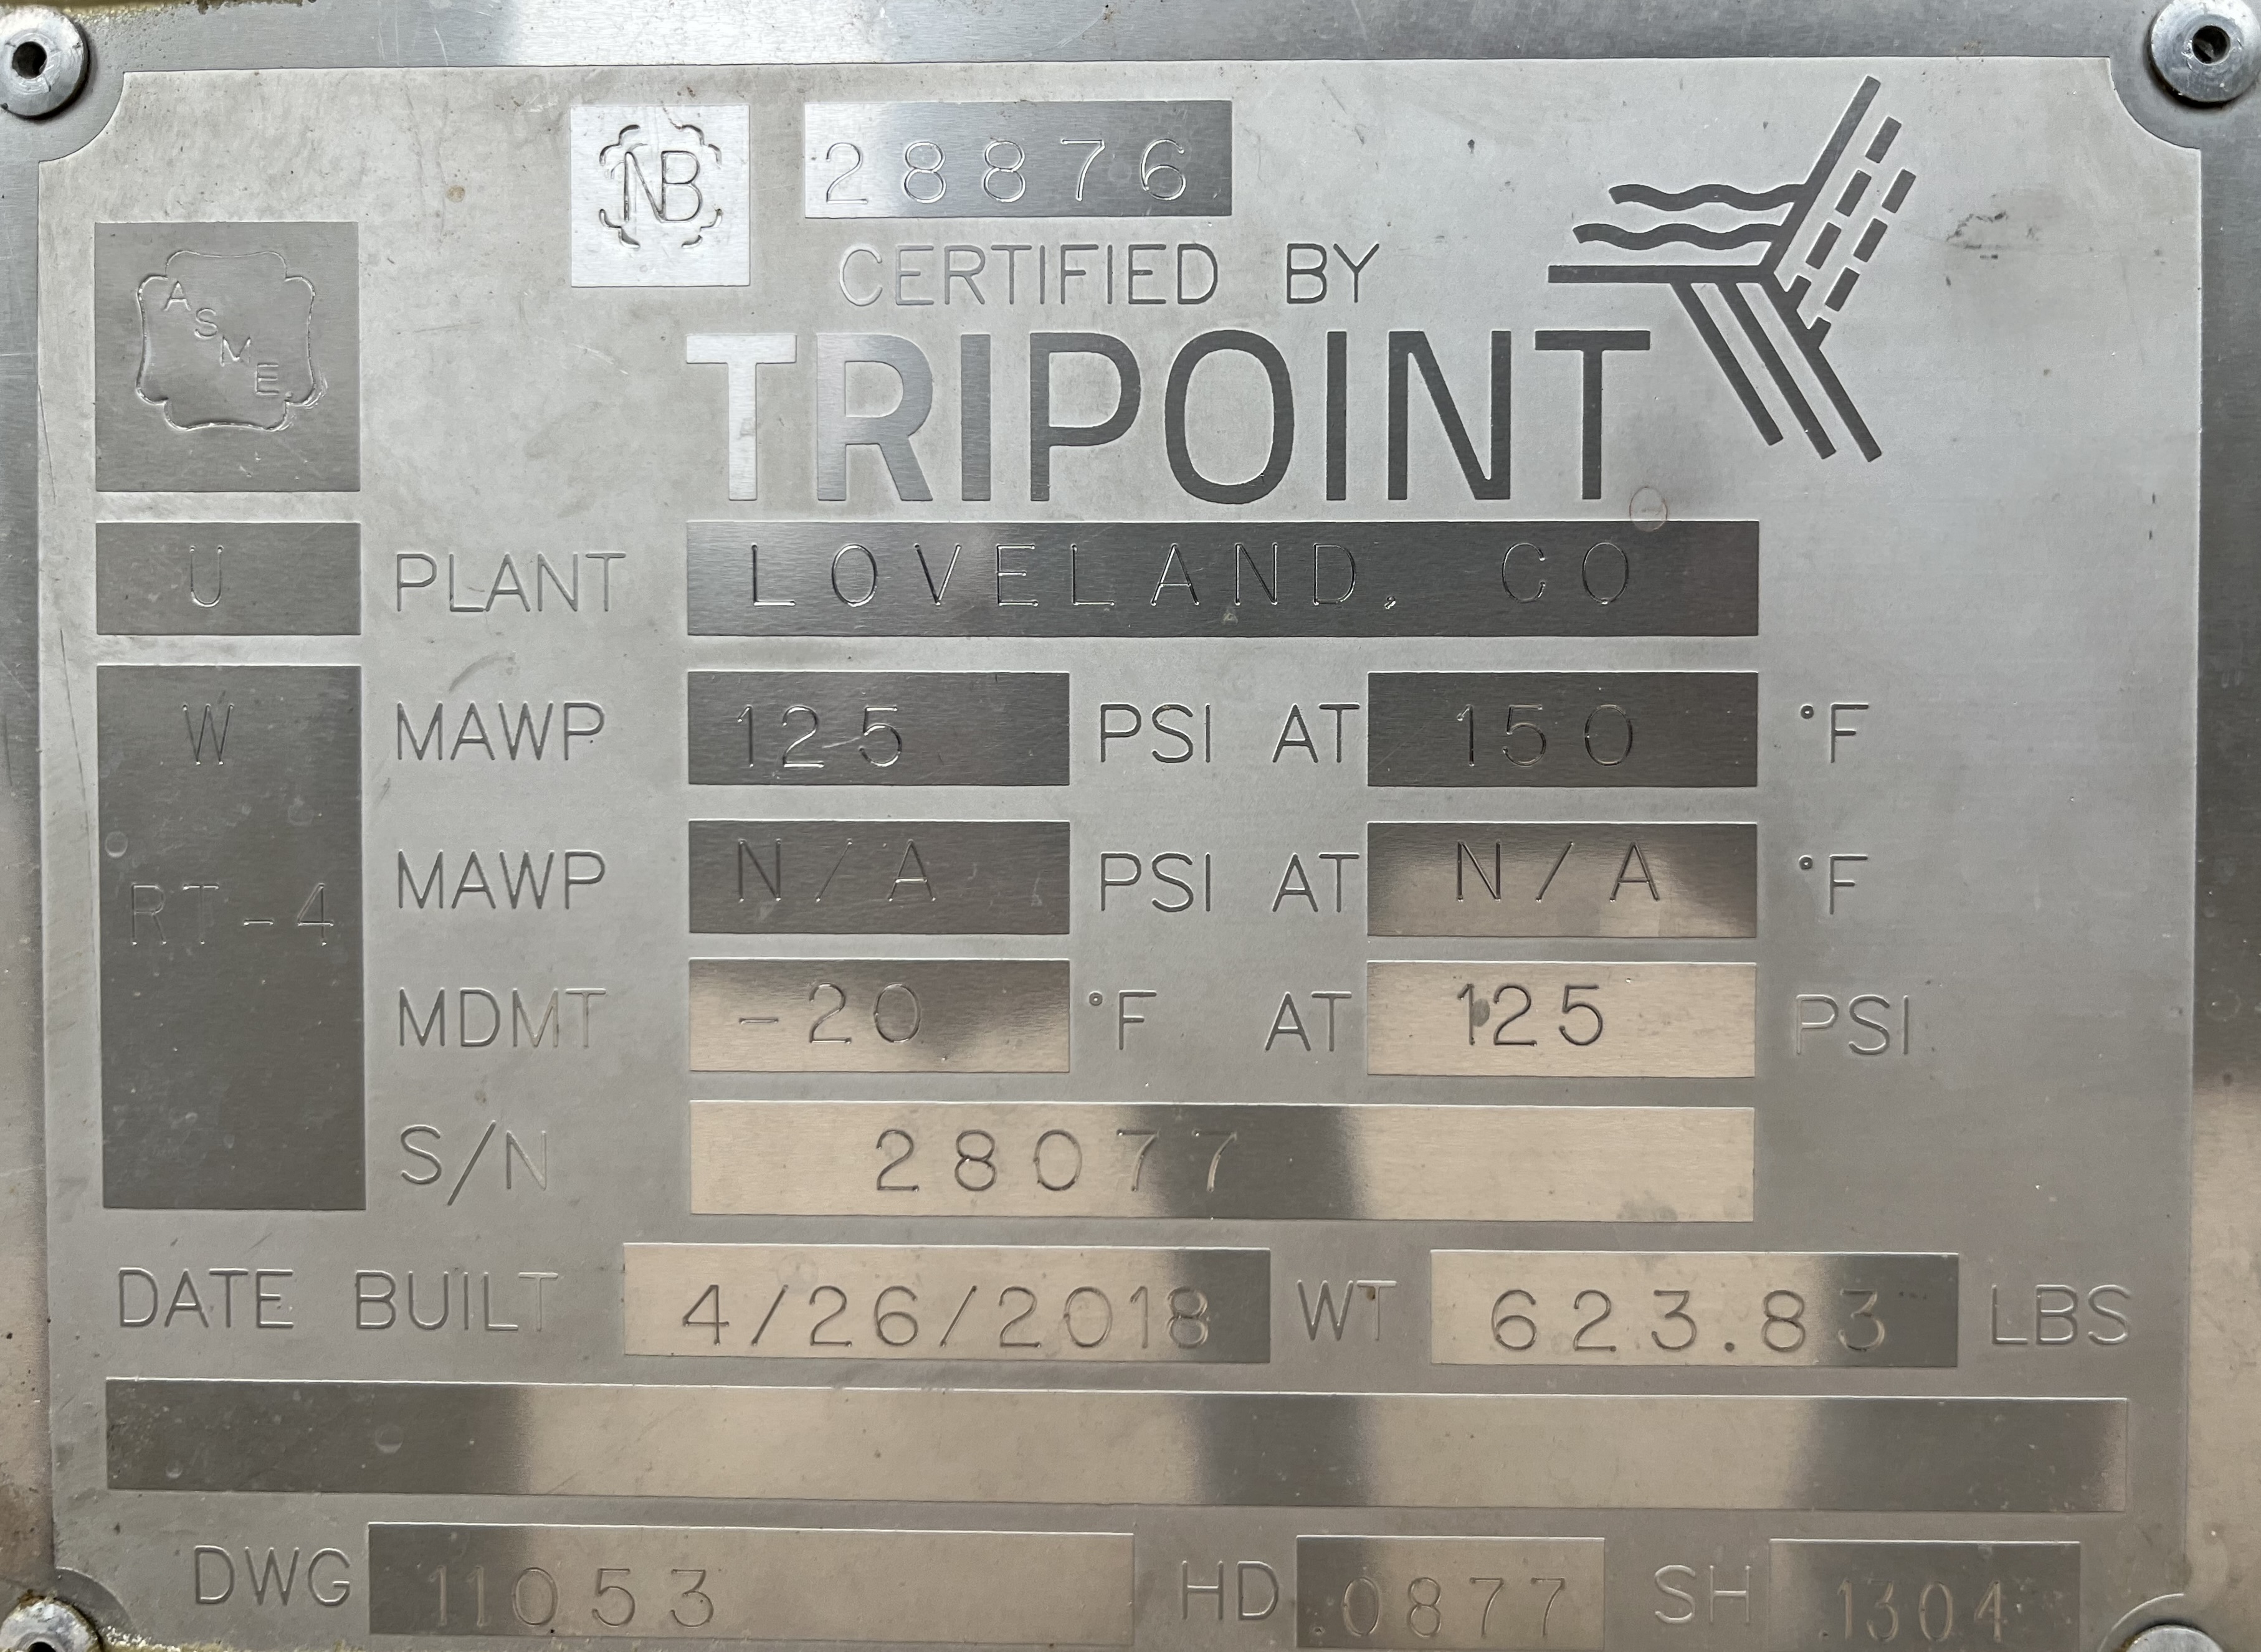 NB 28876
CERTIFIED BY
ASME
TRIPOINT
U PLANT LOVELAND, CO
W MAWP 125 PSI AT 150 °F
RT-4 MAWP N/A PSI AT N/A °F
MDMT -20 °F AT 125 PSI
S/N 28077
DATE BUILT 4/26/2018 WT 623.83 LBS
DWG 11053 HD .0877 SH .1304